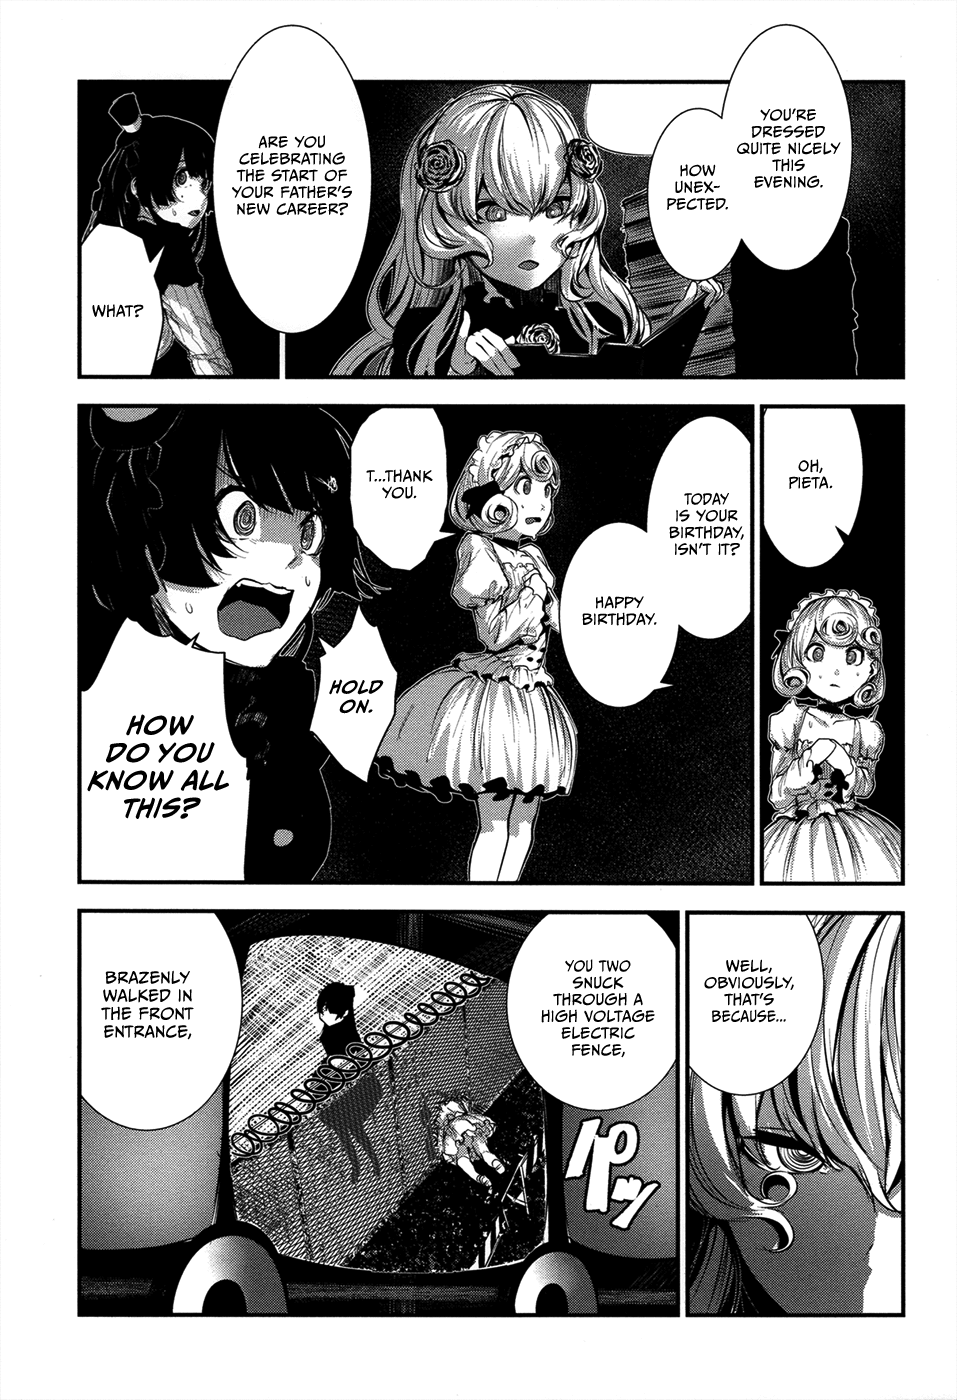 YOU'RE
DRESSED
QUITE NICELY
THIS
EVENING.
HOW
UNEX-
PECTED.
ARE YOU
CELEBRATING
THE START OF
YOUR FATHER'S
NEW CAREER?
WHAT?
OH,
PIETA.
TODAY
IS YOUR
BIRTHDAY,
ISN'T IT?
HAPPY
BIRTHDAY.
T...THANK
YOU.
HOLD
ON.
HOW
DO YOU
KNOW ALL
THIS?
WELL,
OBVIOUSLY,
THAT'S
BECAUSE...
YOU TWO
SNUCK
THROUGH A
HIGH VOLTAGE
ELECTRIC
FENCE,
BRAZENLY
WALKED IN
THE FRONT
ENTRANCE,